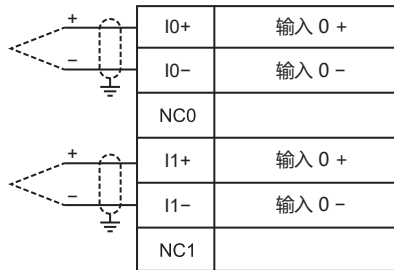 + I0+ 输入 0 +
− I0− 输入 0 −
NC0
+ I1+ 输入 0 +
− I1− 输入 0 −
NC1